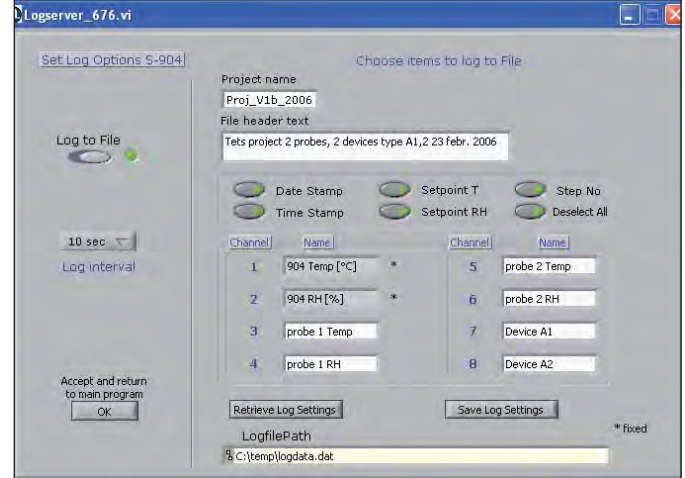 Logserver_676.vi
Set Log Options S-904
Choose items to log to File
Project name
Proj_V1b_2006
File header text
Tets project 2 probes, 2 devices type A1,2 23 febr. 2006
Log to File
Date Stamp Setpoint T Step No
Time Stamp Setpoint RH Deselect All
10 sec
Log interval
Channel Name Channel Name
1 904 Temp [°C] * 5 probe 2 Temp
2 904 RH [%] * 6 probe 2 RH
3 probe 1 Temp 7 Device A1
4 probe 1 RH 8 Device A2
Accept and return
to main program
OK
Retrieve Log Settings Save Log Settings
* fixed
LogfilePath
C:\temp\logdata.dat